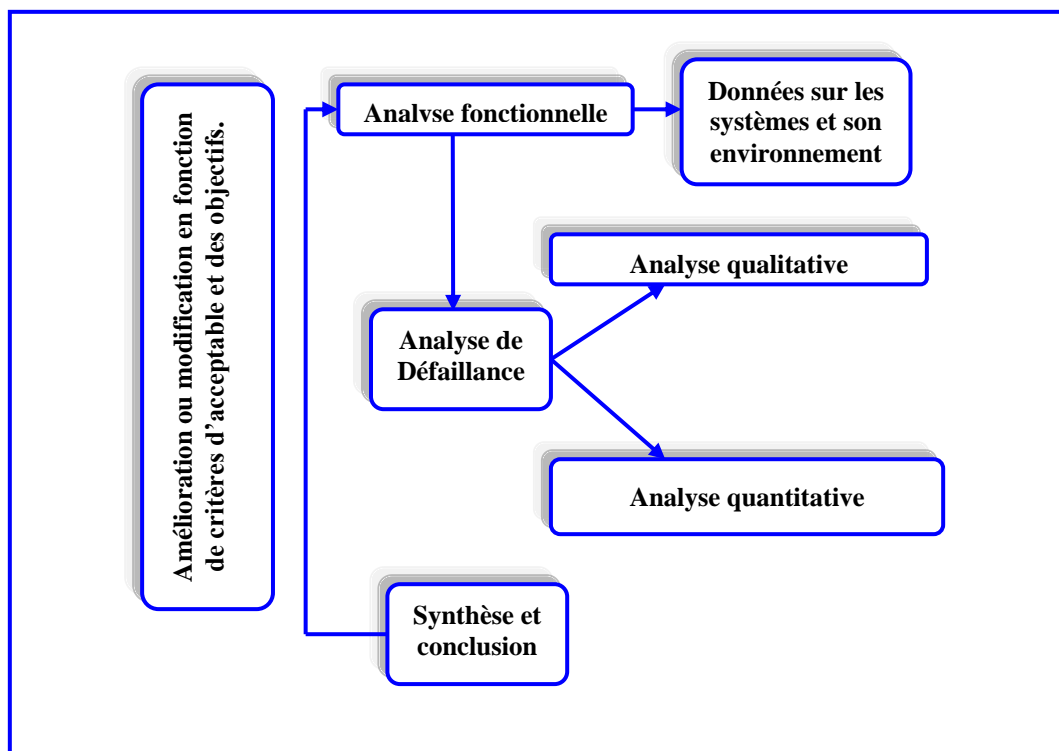 Amélioration ou modification en fonction
de critères d'acceptable et des objectifs.
Analyse fonctionnelle
Données sur les
systèmes et son
environnement
Analyse qualitative
Analyse de
Défaillance
Analyse quantitative
Synthèse et
conclusion